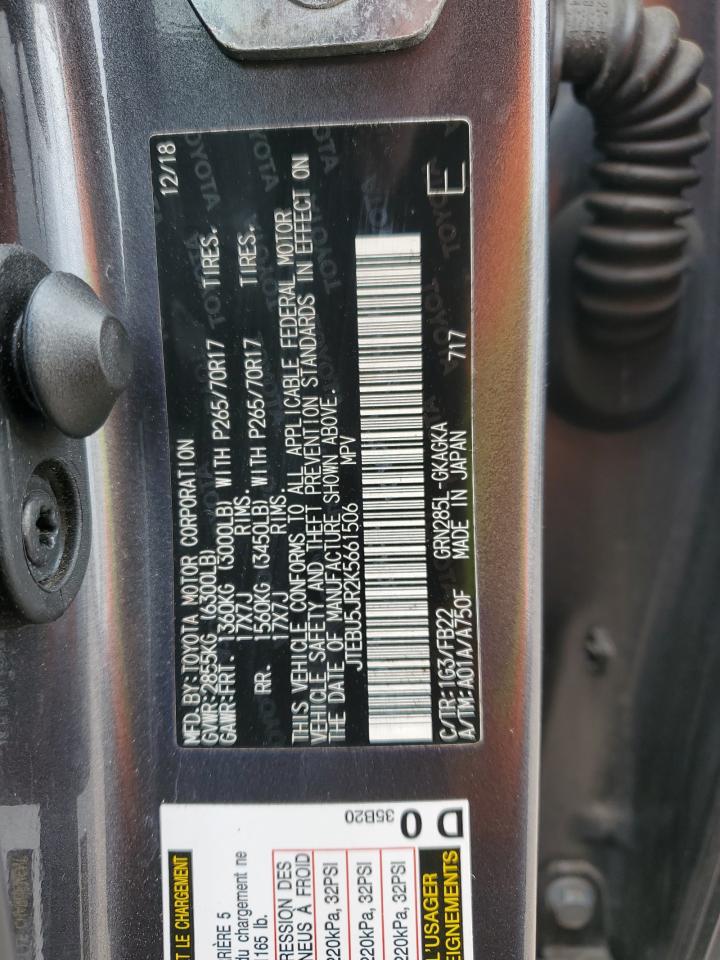 MFD.BY:TOYOTA MOTOR CORPORATION 12/18
GVWR:2855KG (6300LB)
GAWR:FRT. 1360KG (3000LB) WITH P265/70R17 TIRES.
17X7J RIMS.
RR. 1560KG (3450LB) WITH P265/70R17 TIRES.
17X7J RIMS.
THIS VEHICLE CONFORMS TO ALL APPLICABLE FEDERAL MOTOR
VEHICLE SAFETY AND THEFT PREVENTION STANDARDS IN EFFECT ON
THE DATE OF MANUFACTURE SHOWN ABOVE.
JTEBU5JR2K5661506 MPV
C/TR:1G3/FB22 GRN285L-GKAGKA
A/TM:A01A/A750F MADE IN JAPAN 717
E
ET LE CHARGEMENT
RRIÈRE 5
du chargement ne
1165 lb.
RESSION DES
NEUS À FROID
220kPa, 32PSI
220kPa, 32PSI
220kPa, 32PSI
L'USAGER
EIGNEMENTS
35B20
D 0